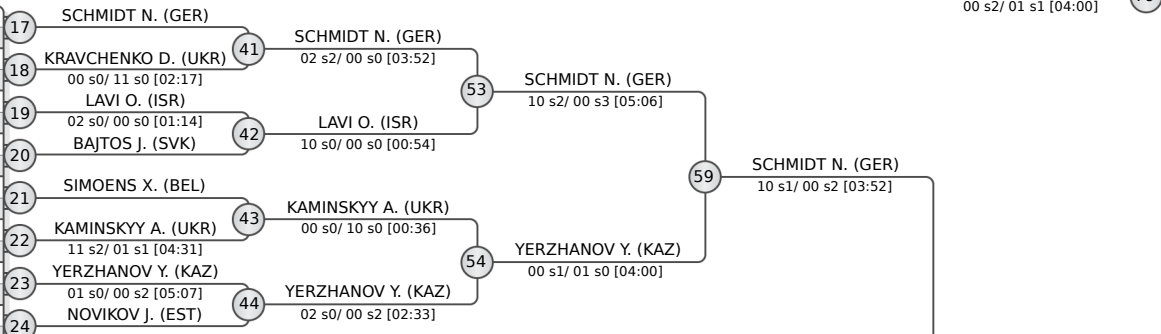 00 s2/ 01 s1 [04:00]
17
SCHMIDT N. (GER)
18
KRAVCHENKO D. (UKR)
00 s0/ 11 s0 [02:17]
19
LAVI O. (ISR)
02 s0/ 00 s0 [01:14]
20
BAJTOS J. (SVK)
21
SIMOENS X. (BEL)
22
KAMINSKYY A. (UKR)
11 s2/ 01 s1 [04:31]
23
YERZHANOV Y. (KAZ)
01 s0/ 00 s2 [05:07]
24
NOVIKOV J. (EST)
41
SCHMIDT N. (GER)
02 s2/ 00 s0 [03:52]
42
LAVI O. (ISR)
10 s0/ 00 s0 [00:54]
43
KAMINSKYY A. (UKR)
00 s0/ 10 s0 [00:36]
44
YERZHANOV Y. (KAZ)
02 s0/ 00 s2 [02:33]
53
SCHMIDT N. (GER)
10 s2/ 00 s3 [05:06]
54
YERZHANOV Y. (KAZ)
00 s1/ 01 s0 [04:00]
59
SCHMIDT N. (GER)
10 s1/ 00 s2 [03:52]